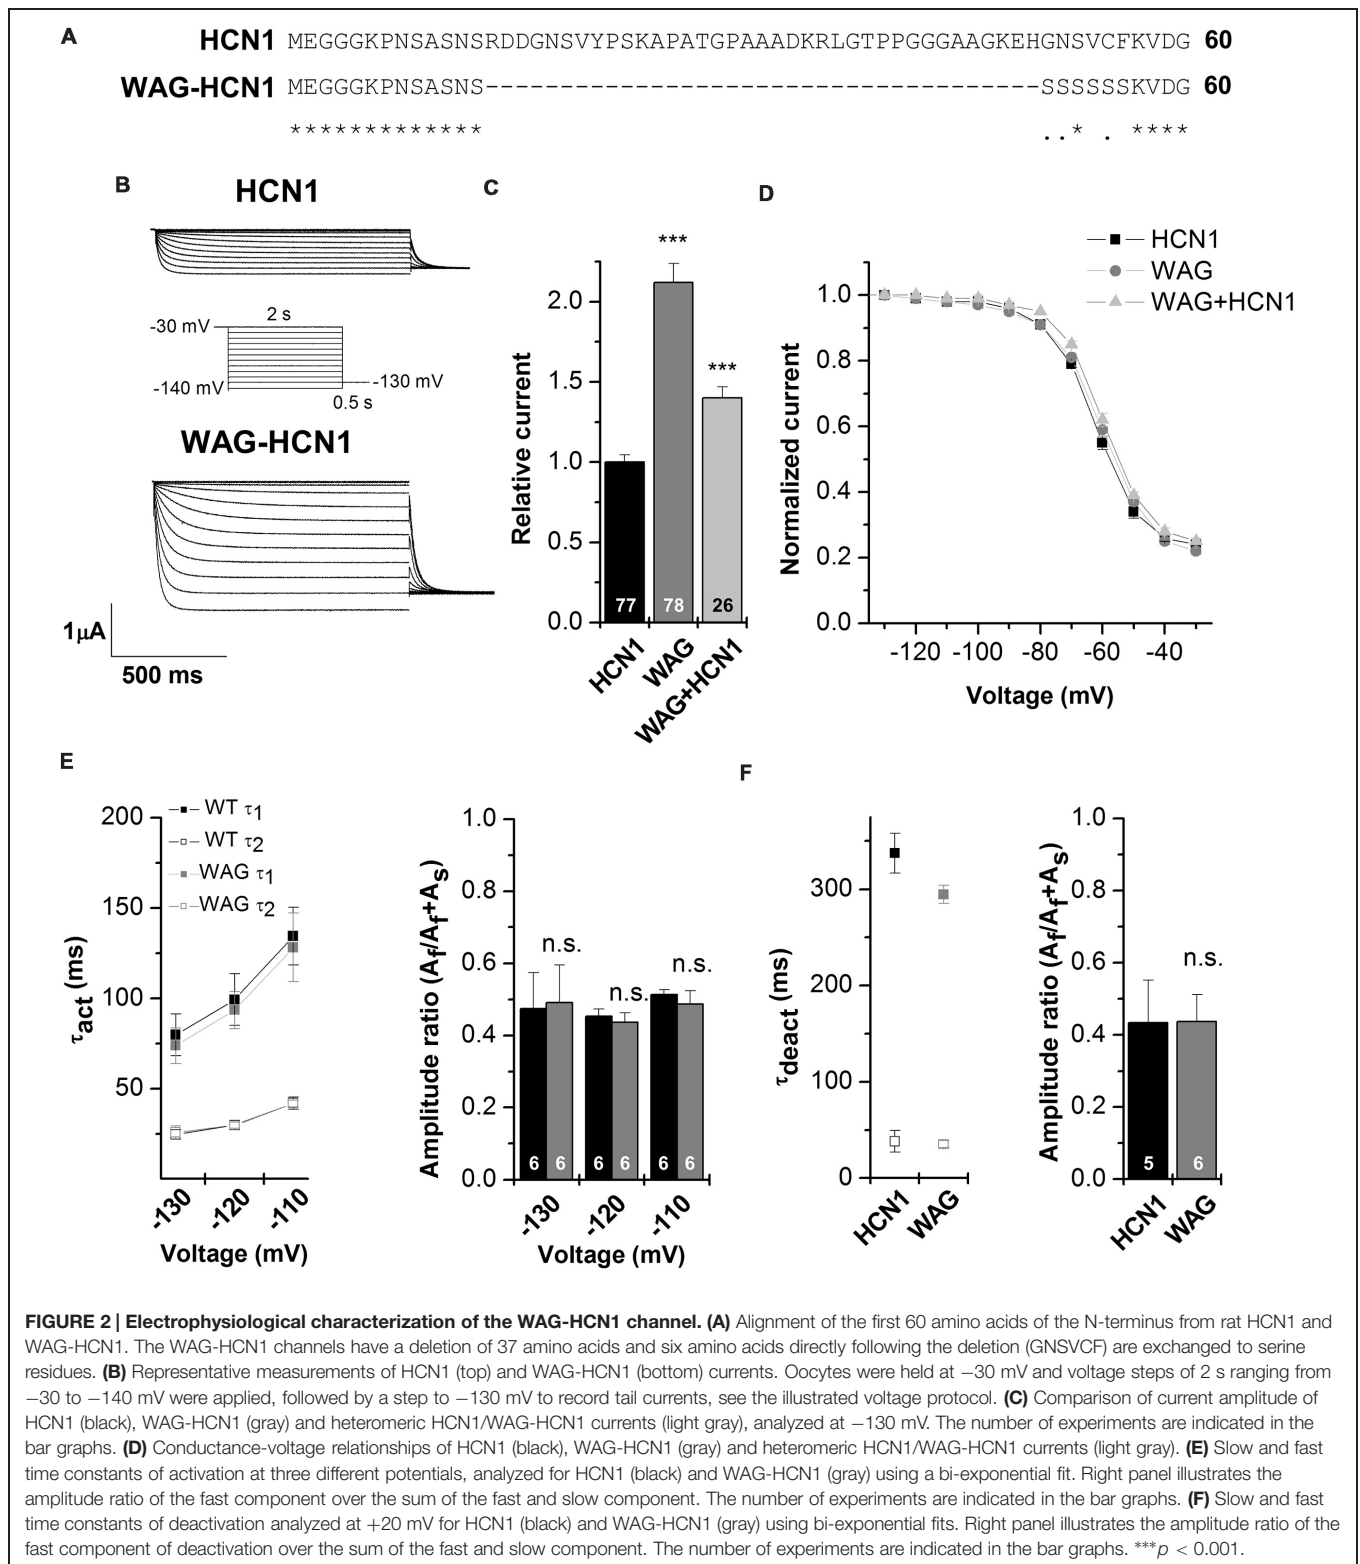 A
HCN1 MEGGGKPNSASNSRDDGNSVYPSKAPATGPAAADKRLGTPPGGGAAGKEHGNSVCFKVDG 60
WAG-HCN1 MEGGGKPNSASNS-------------------------------------SSSSSSKVDG 60
************* ..* . ****
B
HCN1
2 s
-30 mV
-140 mV
-130 mV
0.5 s
WAG-HCN1
1µA
500 ms
C
Relative current
2.0
1.5
1.0
0.5
0.0
***
***
77 78 26
HCN1
WAG
WAG+HCN1
D
HCN1
WAG
WAG+HCN1
Normalized current
1.0
0.8
0.6
0.4
0.2
0.0
-120 -100 -80 -60 -40
Voltage (mV)
E
WT τ1
WT τ2
WAG τ1
WAG τ2
τact (ms)
200
150
100
50
-130 -120 -110
Voltage (mV)
Amplitude ratio (Af/Af+As)
1.0
0.8
0.6
0.4
0.2
0.0
n.s. n.s. n.s.
6 6 6 6 6 6
-130 -120 -110
Voltage (mV)
F
τdeact (ms)
300
200
100
0
HCN1 WAG
Amplitude ratio (Af/Af+As)
1.0
0.8
0.6
0.4
0.2
0.0
n.s.
5 6
HCN1 WAG
FIGURE 2 | Electrophysiological characterization of the WAG-HCN1 channel. (A) Alignment of the first 60 amino acids of the N-terminus from rat HCN1 and
WAG-HCN1. The WAG-HCN1 channels have a deletion of 37 amino acids and six amino acids directly following the deletion (GNSVCF) are exchanged to serine
residues. (B) Representative measurements of HCN1 (top) and WAG-HCN1 (bottom) currents. Oocytes were held at −30 mV and voltage steps of 2 s ranging from
−30 to −140 mV were applied, followed by a step to −130 mV to record tail currents, see the illustrated voltage protocol. (C) Comparison of current amplitude of
HCN1 (black), WAG-HCN1 (gray) and heteromeric HCN1/WAG-HCN1 currents (light gray), analyzed at −130 mV. The number of experiments are indicated in the
bar graphs. (D) Conductance-voltage relationships of HCN1 (black), WAG-HCN1 (gray) and heteromeric HCN1/WAG-HCN1 currents (light gray). (E) Slow and fast
time constants of activation at three different potentials, analyzed for HCN1 (black) and WAG-HCN1 (gray) using a bi-exponential fit. Right panel illustrates the
amplitude ratio of the fast component over the sum of the fast and slow component. The number of experiments are indicated in the bar graphs. (F) Slow and fast
time constants of deactivation analyzed at +20 mV for HCN1 (black) and WAG-HCN1 (gray) using bi-exponential fits. Right panel illustrates the amplitude ratio of the
fast component of deactivation over the sum of the fast and slow component. The number of experiments are indicated in the bar graphs. ***p < 0.001.